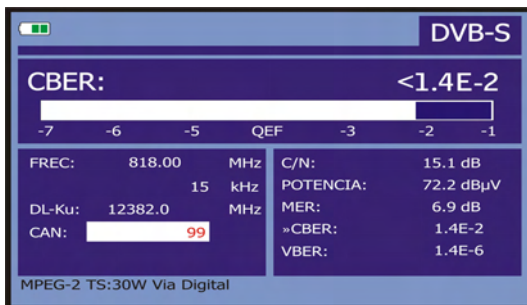 DVB-S
CBER: <1.4E-2
-7 -6 -5 QEF -3 -2 -1
FREC: 818.00 MHz
15 kHz
DL-Ku: 12382.0 MHz
CAN: 99
C/N: 15.1 dB
POTENCIA: 72.2 dBµV
MER: 6.9 dB
»CBER: 1.4E-2
VBER: 1.4E-6
MPEG-2 TS:30W Via Digital